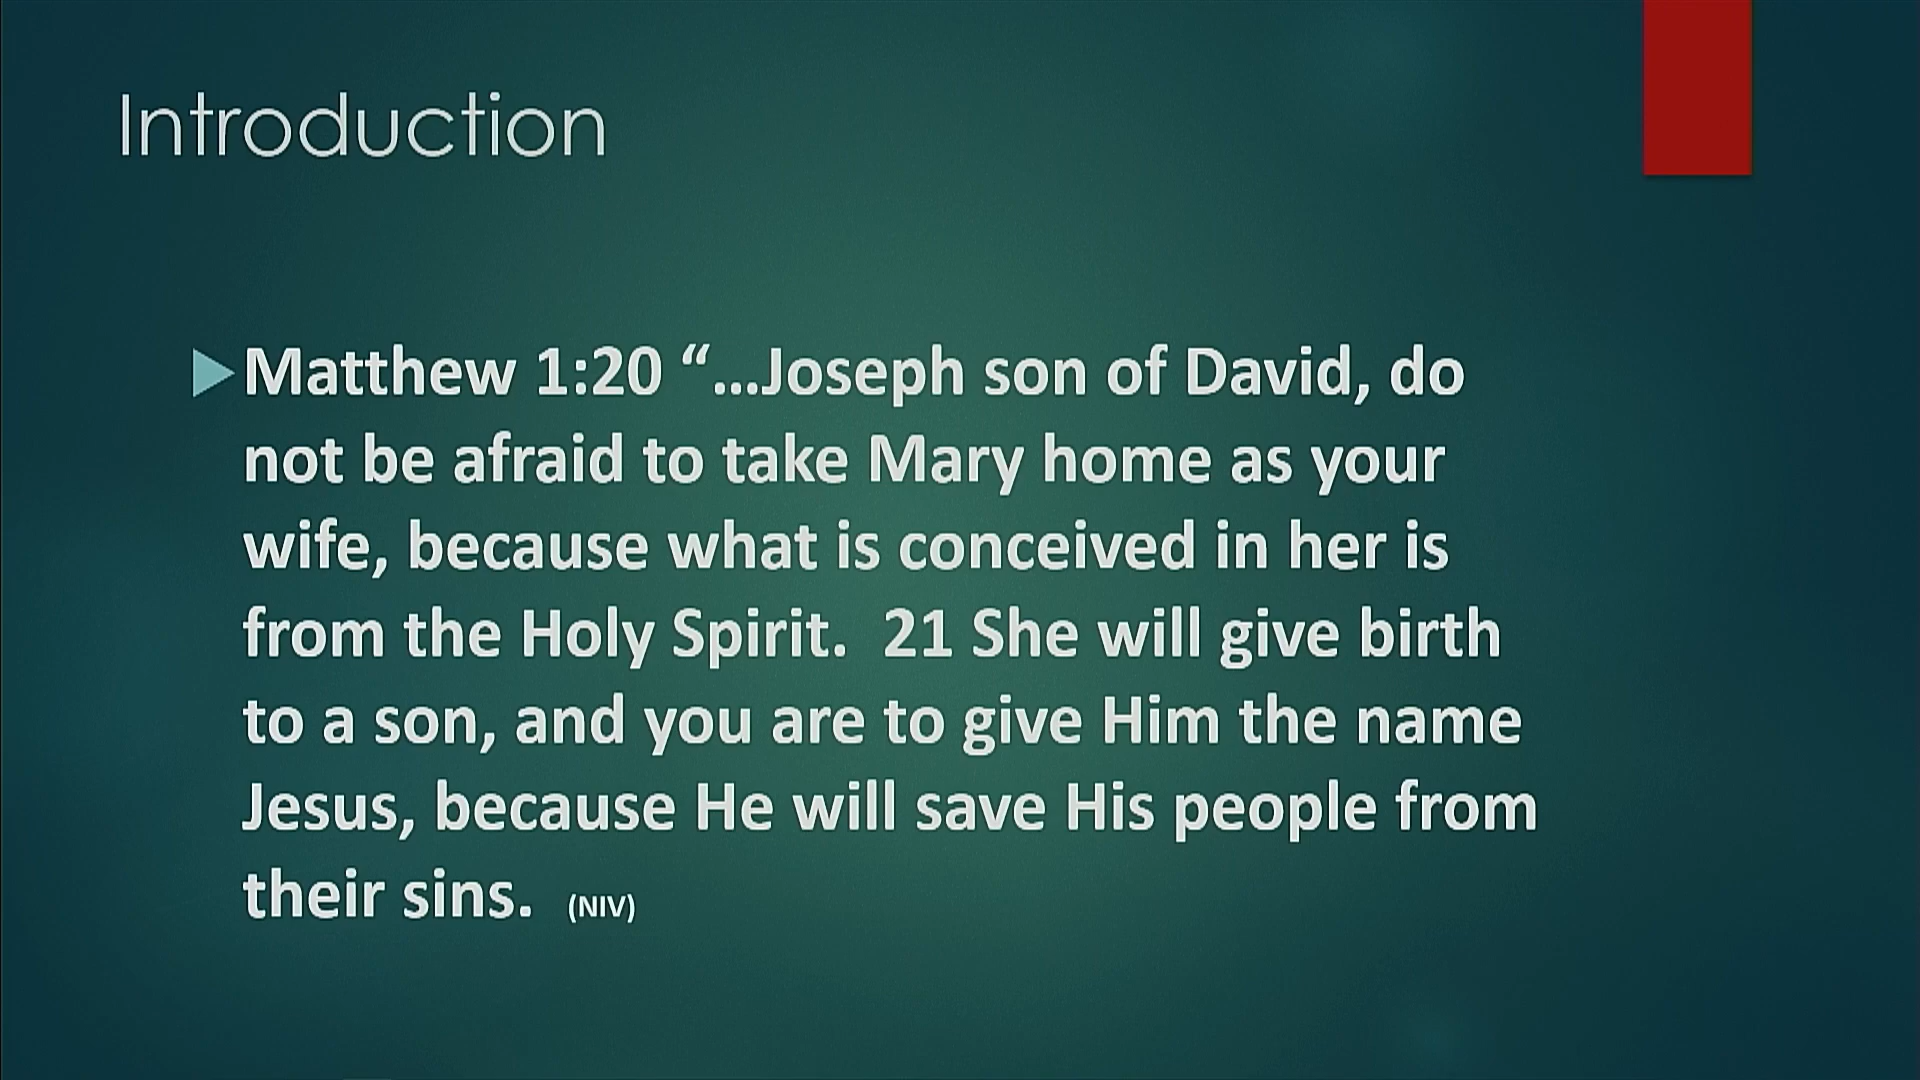 Introduction
Matthew 1:20 “...Joseph son of David, do
not be afraid to take Mary home as your
wife, because what is conceived in her is
from the Holy Spirit.  21 She will give birth
to a son, and you are to give Him the name
Jesus, because He will save His people from
their sins.  (NIV)